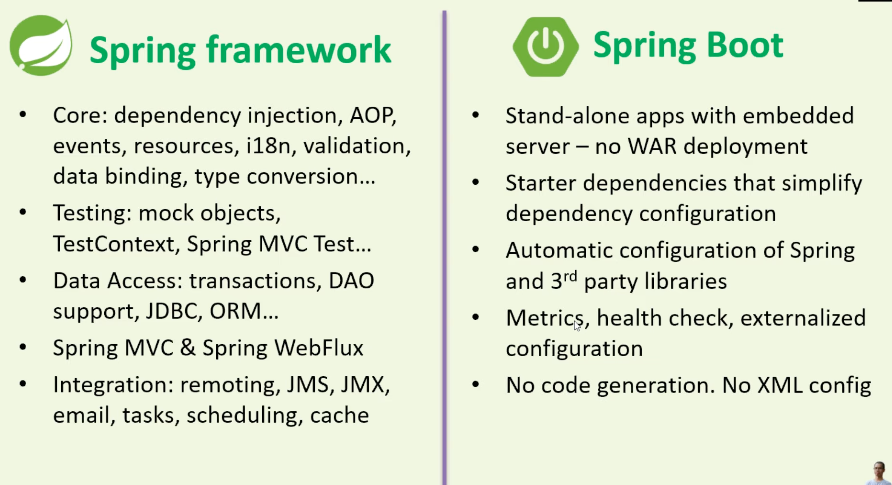 Spring framework
• Core: dependency injection, AOP,
events, resources, i18n, validation,
data binding, type conversion…
• Testing: mock objects,
TestContext, Spring MVC Test…
• Data Access: transactions, DAO
support, JDBC, ORM…
• Spring MVC & Spring WebFlux
• Integration: remoting, JMS, JMX,
email, tasks, scheduling, cache
Spring Boot
• Stand-alone apps with embedded
server – no WAR deployment
• Starter dependencies that simplify
dependency configuration
• Automatic configuration of Spring
and 3rd party libraries
• Metrics, health check, externalized
configuration
• No code generation. No XML config